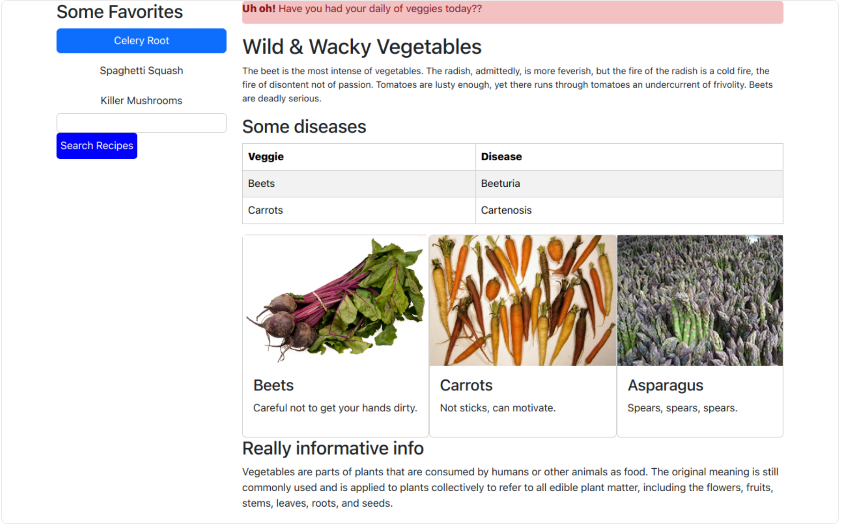 Some Favorites
Celery Root
Spaghetti Squash
Killer Mushrooms
Search Recipes
Uh oh! Have you had your daily of veggies today??
Wild & Wacky Vegetables
The beet is the most intense of vegetables. The radish, admittedly, is more feverish, but the fire of the radish is a cold fire, the
fire of disontent not of passion. Tomatoes are lusty enough, yet there runs through tomatoes an undercurrent of frivolity. Beets
are deadly serious.
Some diseases
Veggie Disease
Beets Beeturia
Carrots Cartenosis
Beets
Careful not to get your hands dirty.
Carrots
Not sticks, can motivate.
Asparagus
Spears, spears, spears.
Really informative info
Vegetables are parts of plants that are consumed by humans or other animals as food. The original meaning is still
commonly used and is applied to plants collectively to refer to all edible plant matter, including the flowers, fruits,
stems, leaves, roots, and seeds.